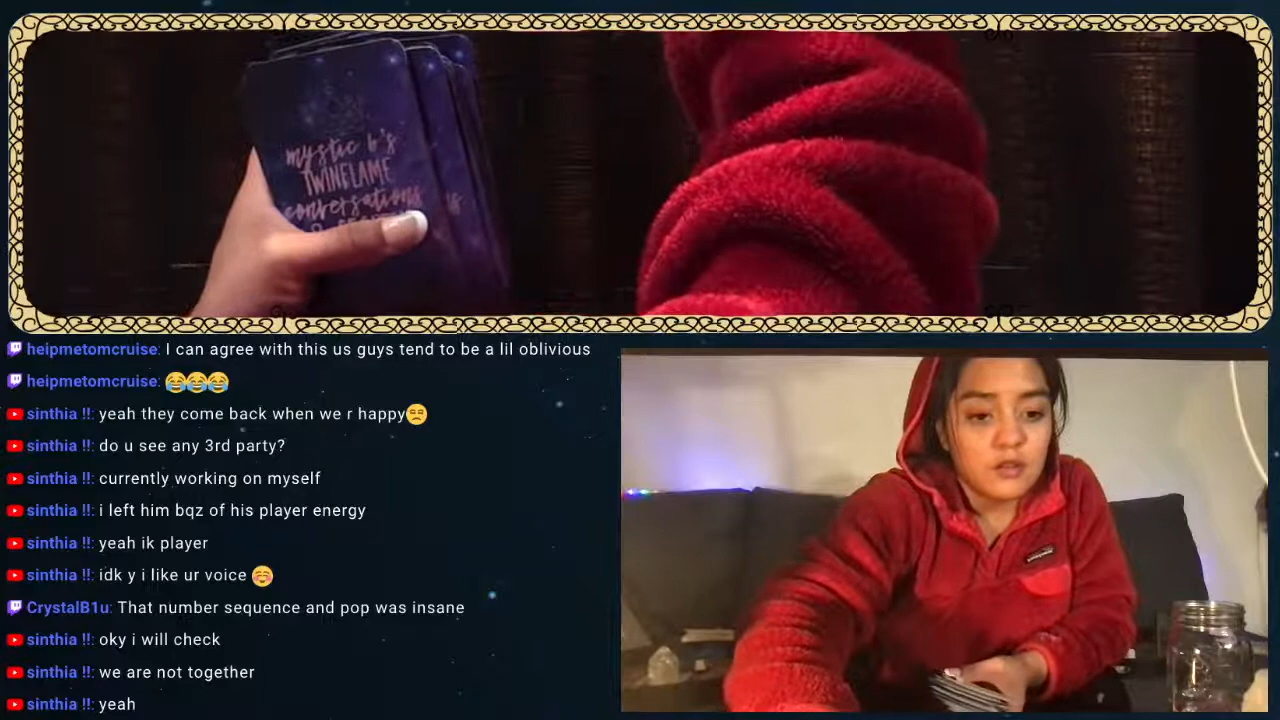 mystic b's
TWINFLAME
conversations
heipmetomcruise: I can agree with this us guys tend to be a lil oblivious
heipmetomcruise: 😂😂😂
sinthia !!: yeah they come back when we r happy😒
sinthia !!: do u see any 3rd party?
sinthia !!: currently working on myself
sinthia !!: i left him bqz of his player energy
sinthia !!: yeah ik player
sinthia !!: idk y i like ur voice ☺️
CrystalB1u: That number sequence and pop was insane
sinthia !!: oky i will check
sinthia !!: we are not together
sinthia !!: yeah